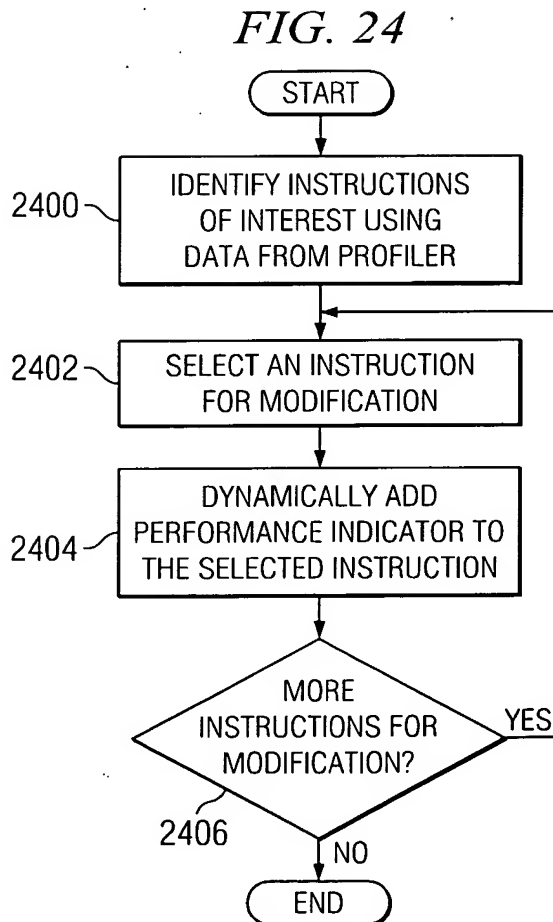 FIG. 24
START
2400
IDENTIFY INSTRUCTIONS
OF INTEREST USING
DATA FROM PROFILER
2402
SELECT AN INSTRUCTION
FOR MODIFICATION
2404
DYNAMICALLY ADD
PERFORMANCE INDICATOR TO
THE SELECTED INSTRUCTION
MORE
INSTRUCTIONS FOR
MODIFICATION?
YES
2406
NO
END